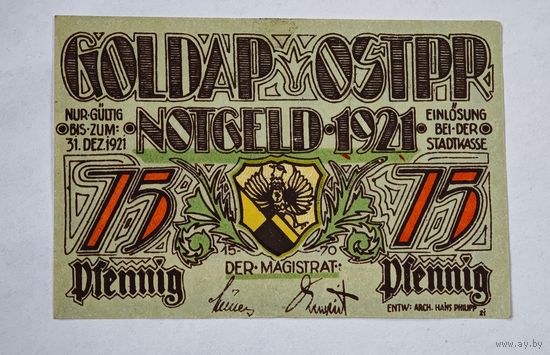 GOLDAP OSTPR
NUR·GÜLTIG
·BIS·ZUM:
31. DEZ. 1921
NOTGELD·1921
EINLÖSUNG
BEI·DER
STADTKASSE
75
Pfennig
15 70
DER·MAGISTRAT:
75
Pfennig
ENTW: ARCH. HANS PHILIPP
21
www.ay.by